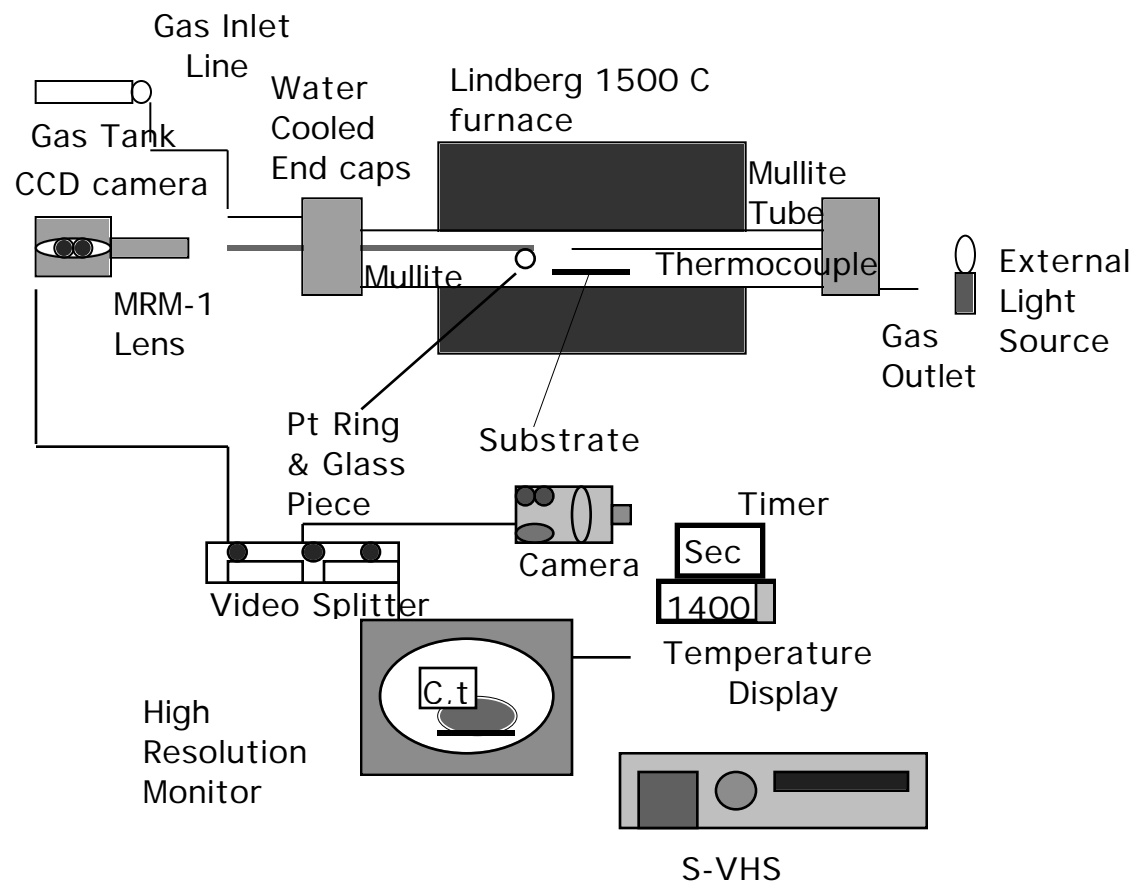 Gas Inlet
Line
Water
Cooled
End caps
Lindberg 1500 C
furnace
Gas Tank
CCD camera
Mullite
Tube
Mullite
Thermocouple
External
Light
Source
MRM-1
Lens
Gas
Outlet
Pt Ring
& Glass
Piece
Substrate
Timer
Sec
Camera
1400
Video Splitter
Temperature
Display
C,t
High
Resolution
Monitor
S-VHS